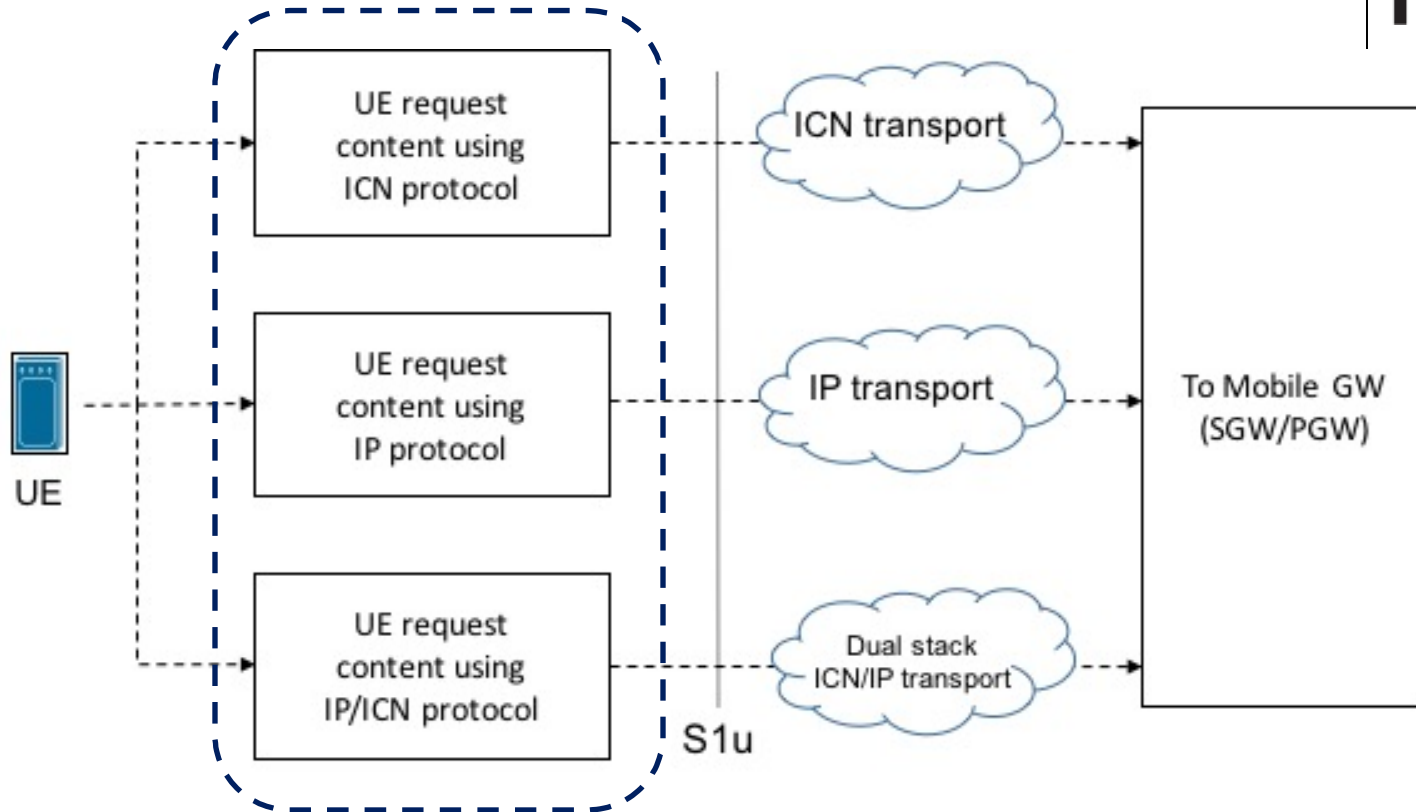 UE request
content using
ICN protocol
ICN transport
UE
UE request
content using
IP protocol
IP transport
To Mobile GW
(SGW/PGW)
UE request
content using
IP/ICN protocol
Dual stack
ICN/IP transport
S1u